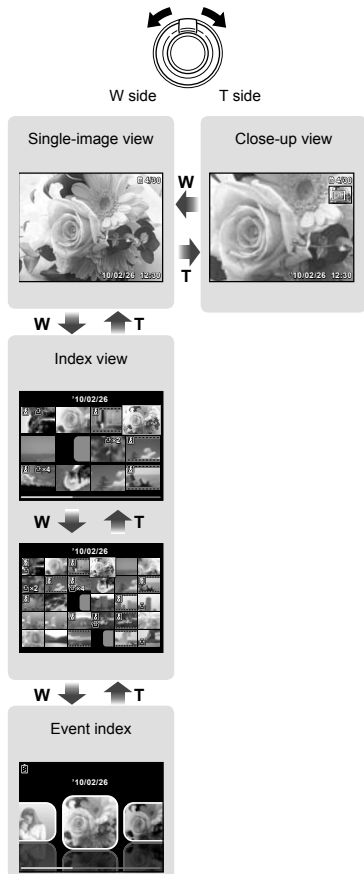 W side T side
Single-image view Close-up view
4/30
10/02/26 12:30
W
T
4/30
'10/02/26 12:30
W T
Index view
'10/02/26
×2
×4
W T
'10/02/26
×2 ×4
W T
Event index
'10/02/26